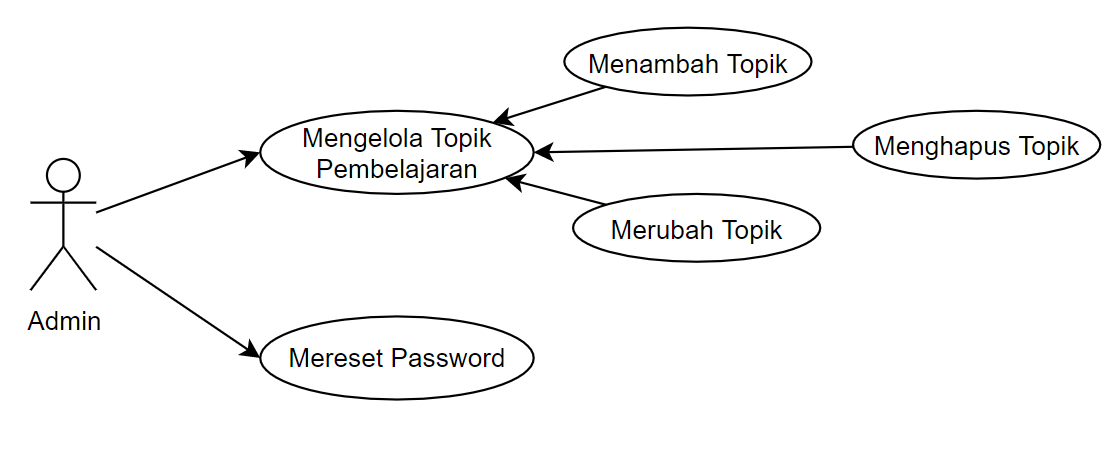 Menambah Topik
Mengelola Topik
Pembelajaran
Menghapus Topik
Merubah Topik
Admin
Mereset Password